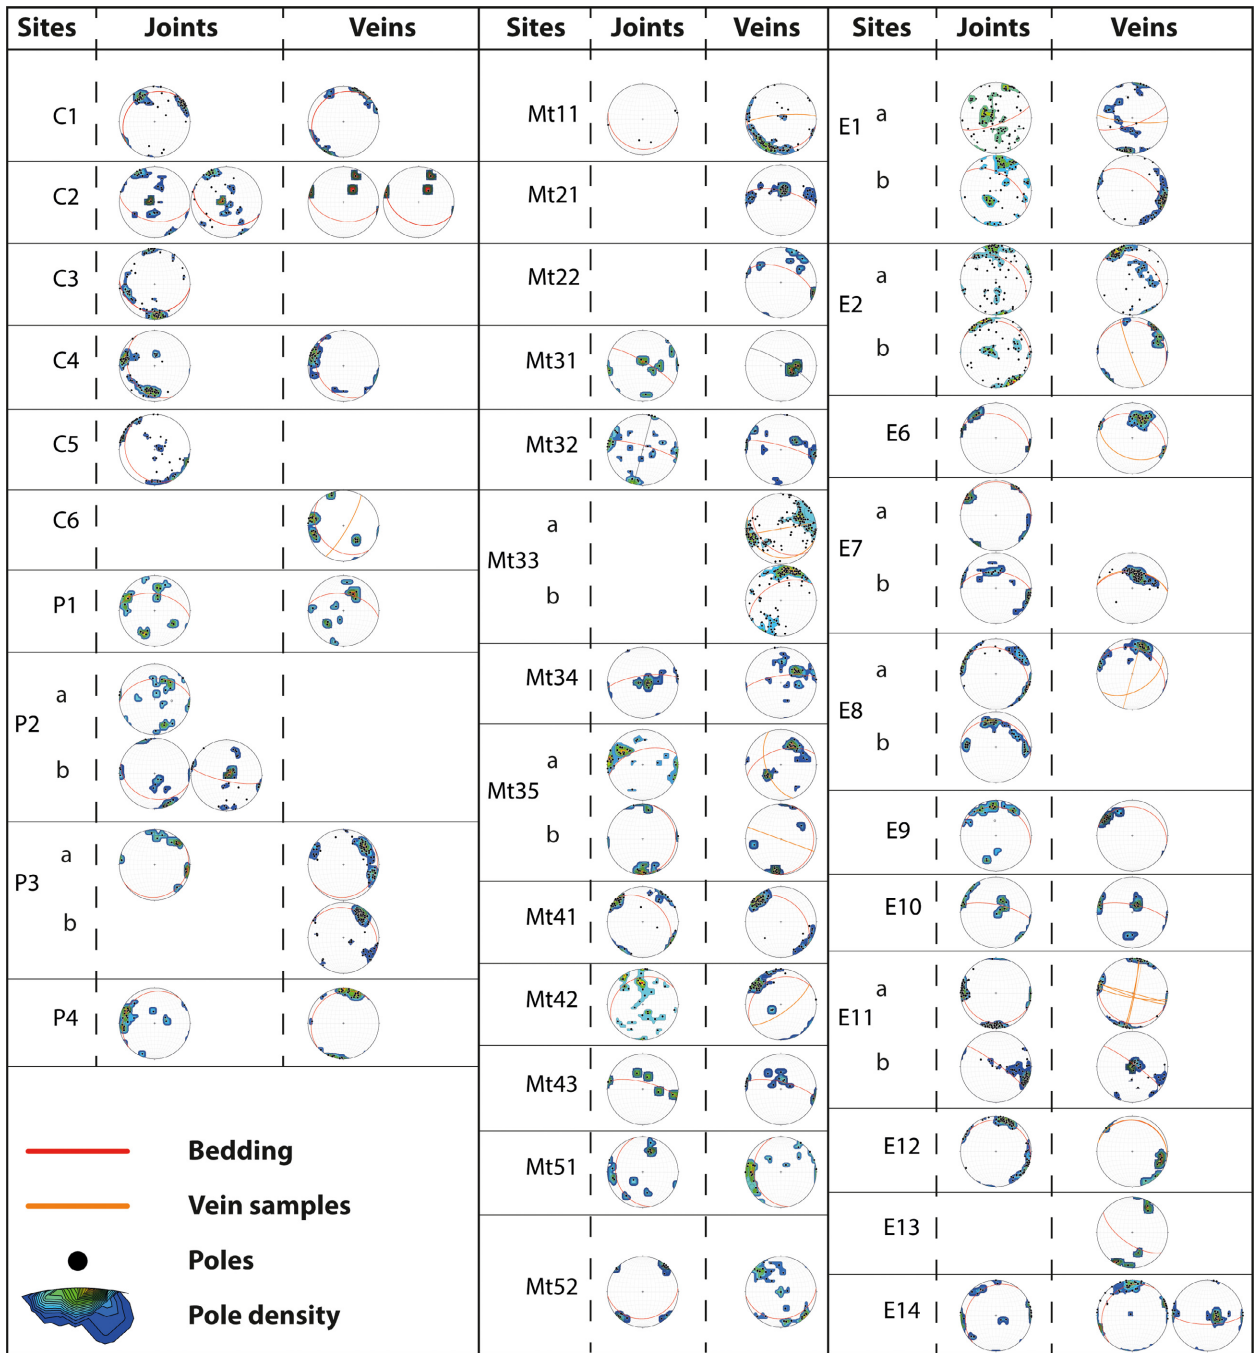 Sites Joints Veins
C1
C2
C3
C4
C5
C6
P1
a
P2
b
a
P3
b
P4
Bedding
Vein samples
Poles
Pole density
Sites Joints Veins
Mt11
Mt21
Mt22
Mt31
Mt32
a
Mt33
b
Mt34
a
Mt35
b
Mt41
Mt42
Mt43
Mt51
Mt52
Sites Joints Veins
a
E1
b
a
E2
b
E6
a
E7
b
a
E8
b
E9
E10
a
E11
b
E12
E13
E14